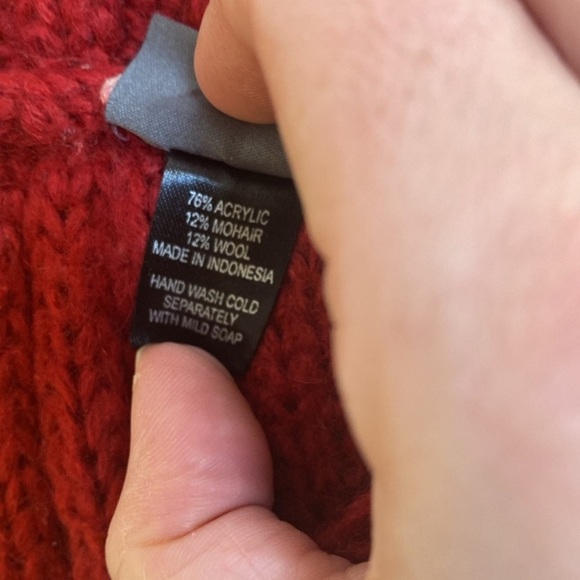 76% ACRYLIC
12% MOHAIR
12% WOOL
MADE IN INDONESIA
HAND WASH COLD
SEPARATELY
WITH MILD SOAP